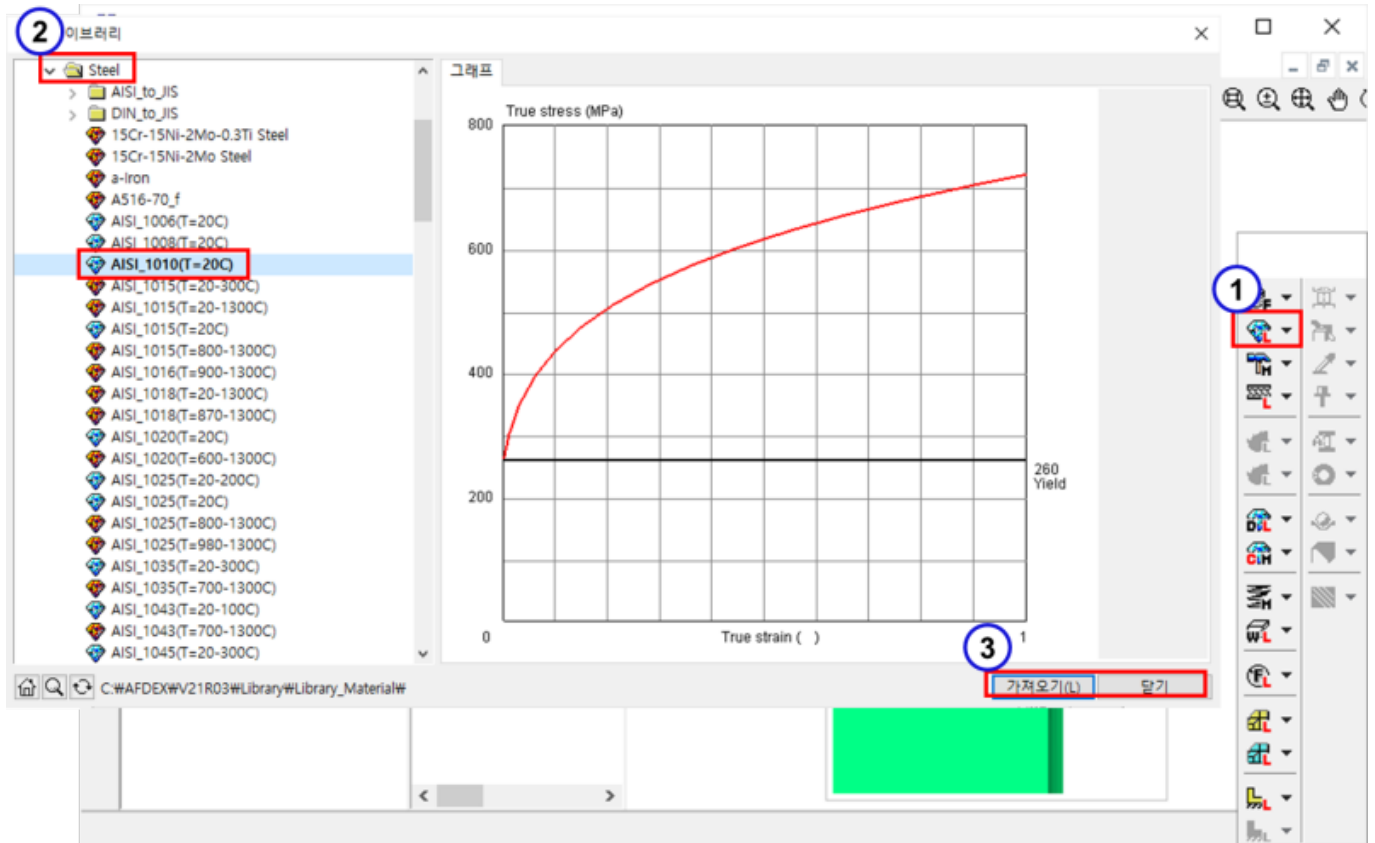 2
이브러리
Steel
AISI_to_JIS
DIN_to_JIS
15Cr-15Ni-2Mo-0.3Ti Steel
15Cr-15Ni-2Mo Steel
a-Iron
A516-70_f
AISI_1006(T=20C)
AISI_1008(T=20C)
AISI_1010(T=20C)
AISI_1015(T=20-300C)
AISI_1015(T=20-1300C)
AISI_1015(T=20C)
AISI_1015(T=800-1300C)
AISI_1016(T=900-1300C)
AISI_1018(T=20-1300C)
AISI_1018(T=870-1300C)
AISI_1020(T=20C)
AISI_1020(T=600-1300C)
AISI_1025(T=20-200C)
AISI_1025(T=20C)
AISI_1025(T=800-1300C)
AISI_1025(T=980-1300C)
AISI_1035(T=20-300C)
AISI_1035(T=700-1300C)
AISI_1043(T=20-100C)
AISI_1043(T=700-1300C)
AISI_1045(T=20-300C)
그래프
True stress (MPa)
800
600
400
200
0
True strain ( )
1
260
Yield
3
C:₩AFDEX₩V21R03₩Library₩Library_Material₩
가져오기(L)
닫기
1
F
L
M
L
L
L
D L
C M
M
W L
F L
L
L
L
L